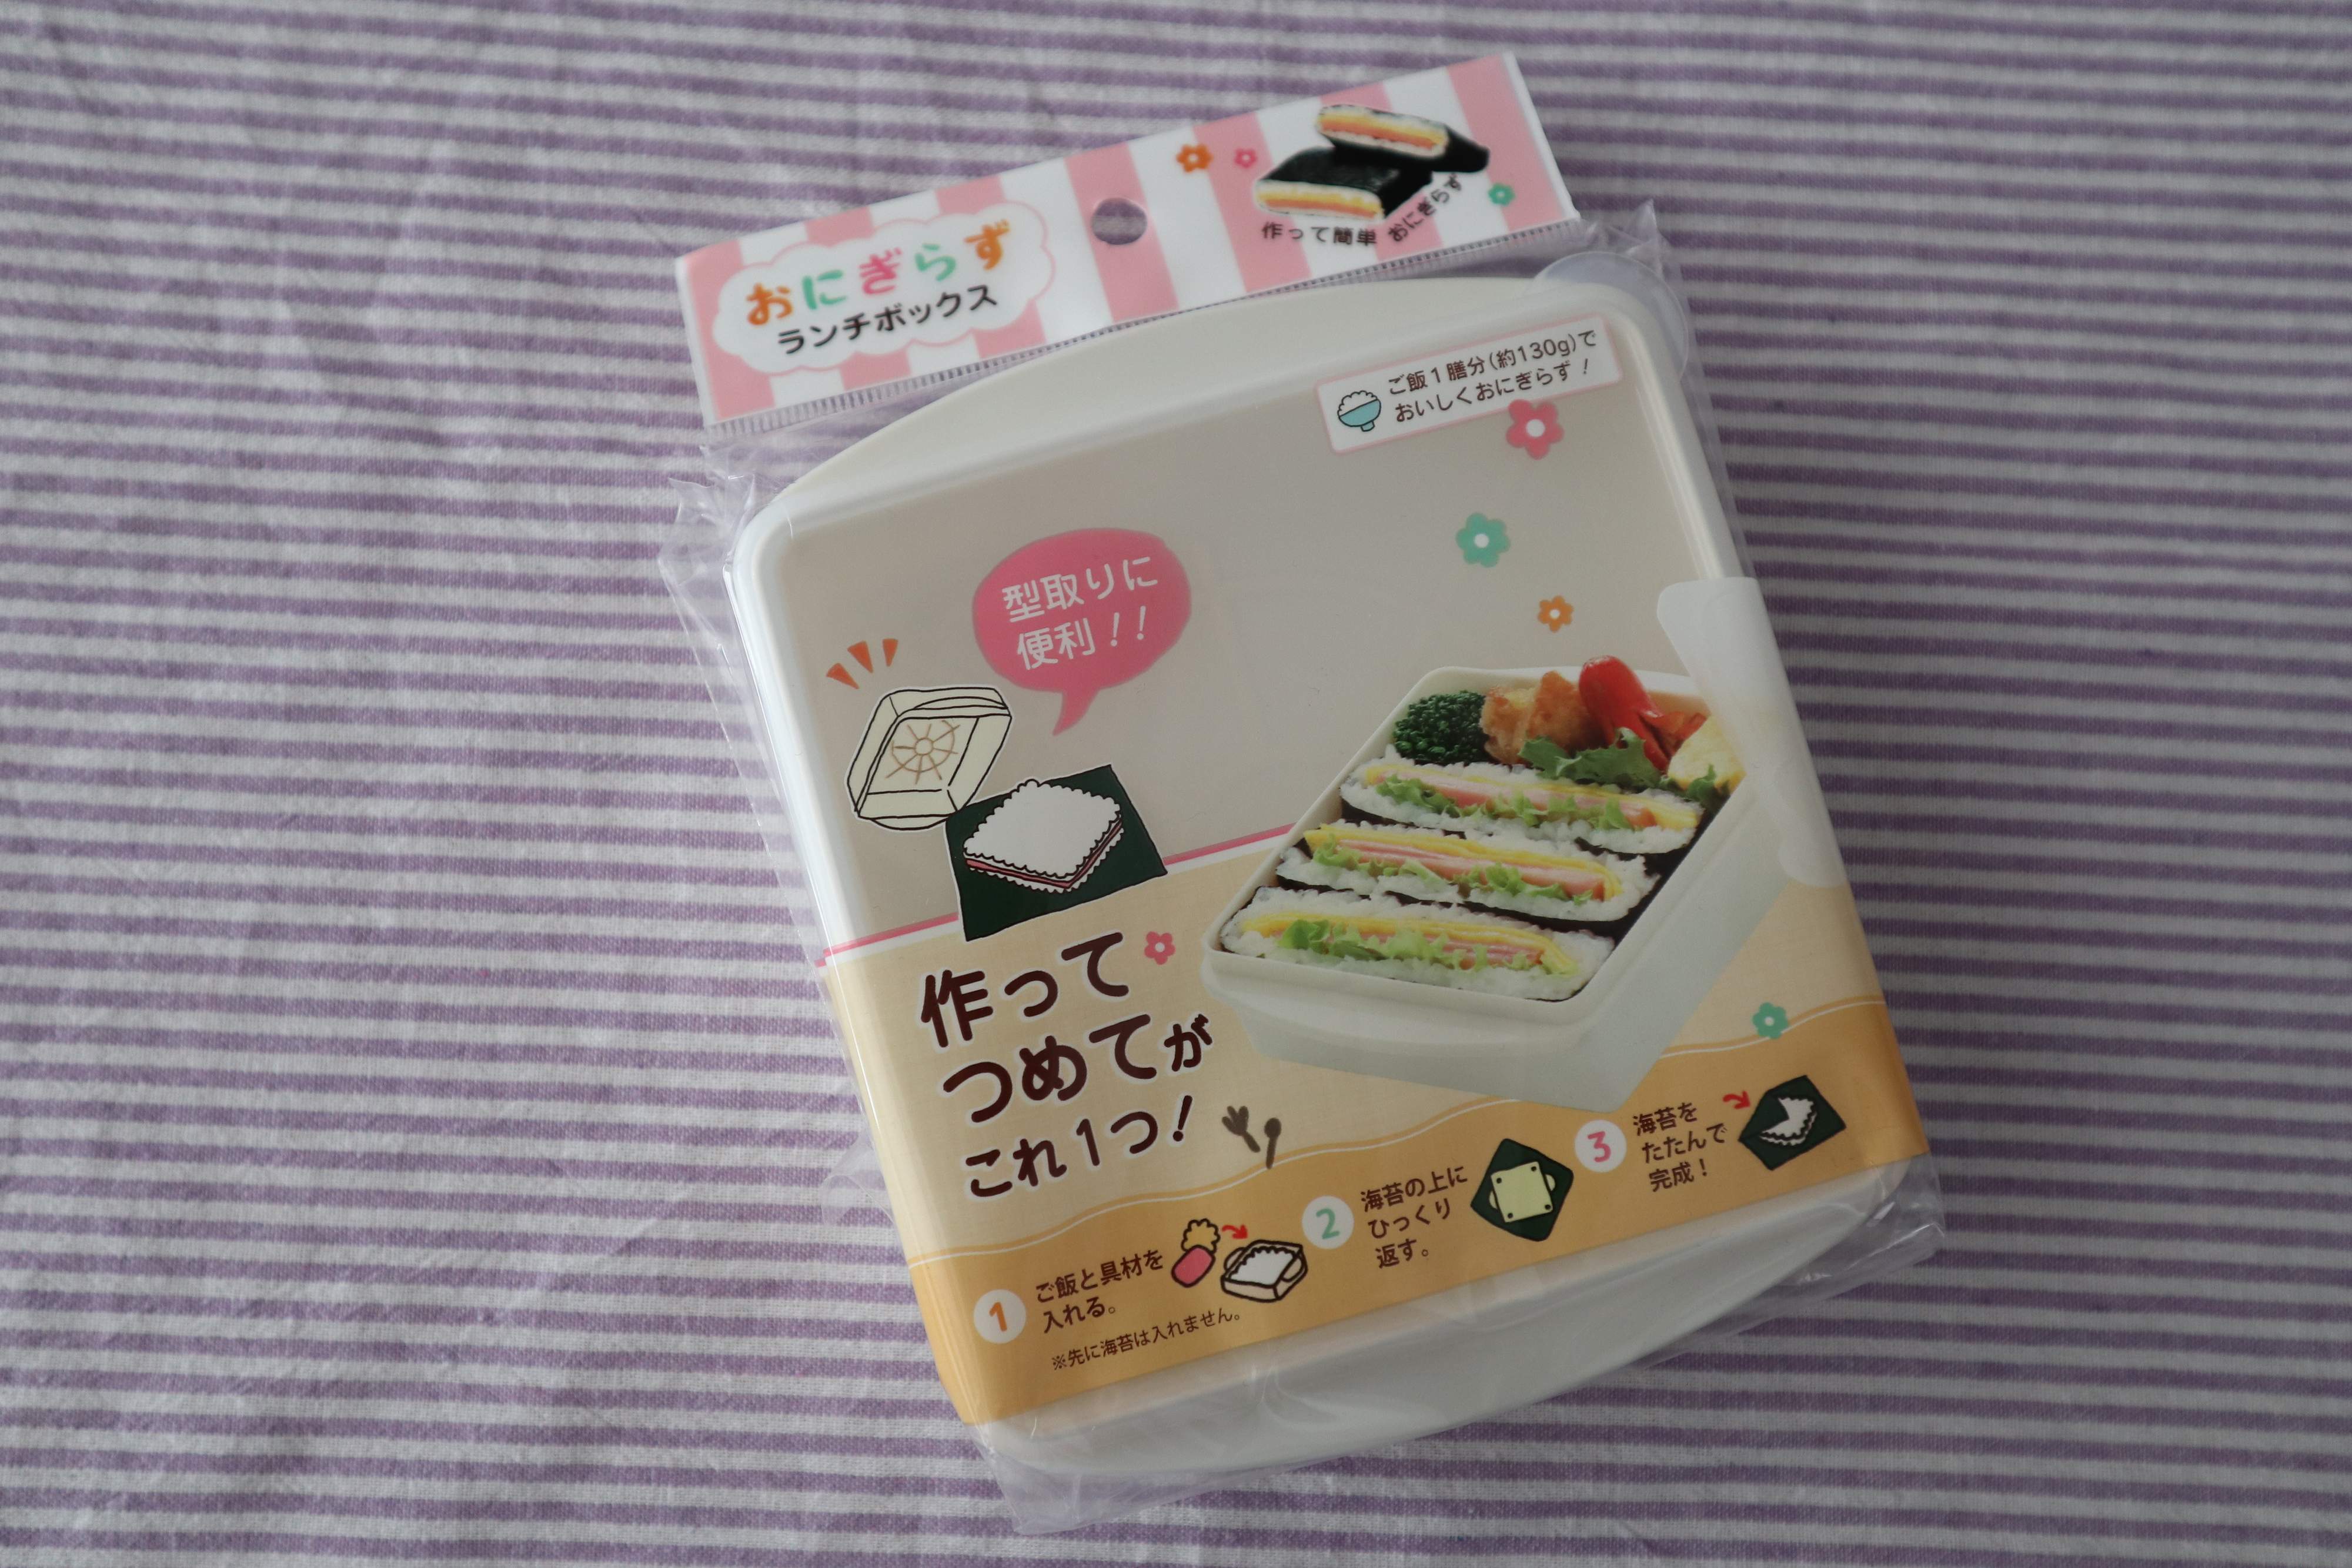 おにぎらず
ランチボックス
作って簡単 おにぎらず
ご飯1膳分(約130g)で
おいしくおにぎらず!
型取りに
便利!!
作って
つめてが
これ1つ!
1
ご飯と具材を
入れる。
※先に海苔は入れません。
2
海苔の上に
ひっくり
返す。
3
海苔を
たたんで
完成!